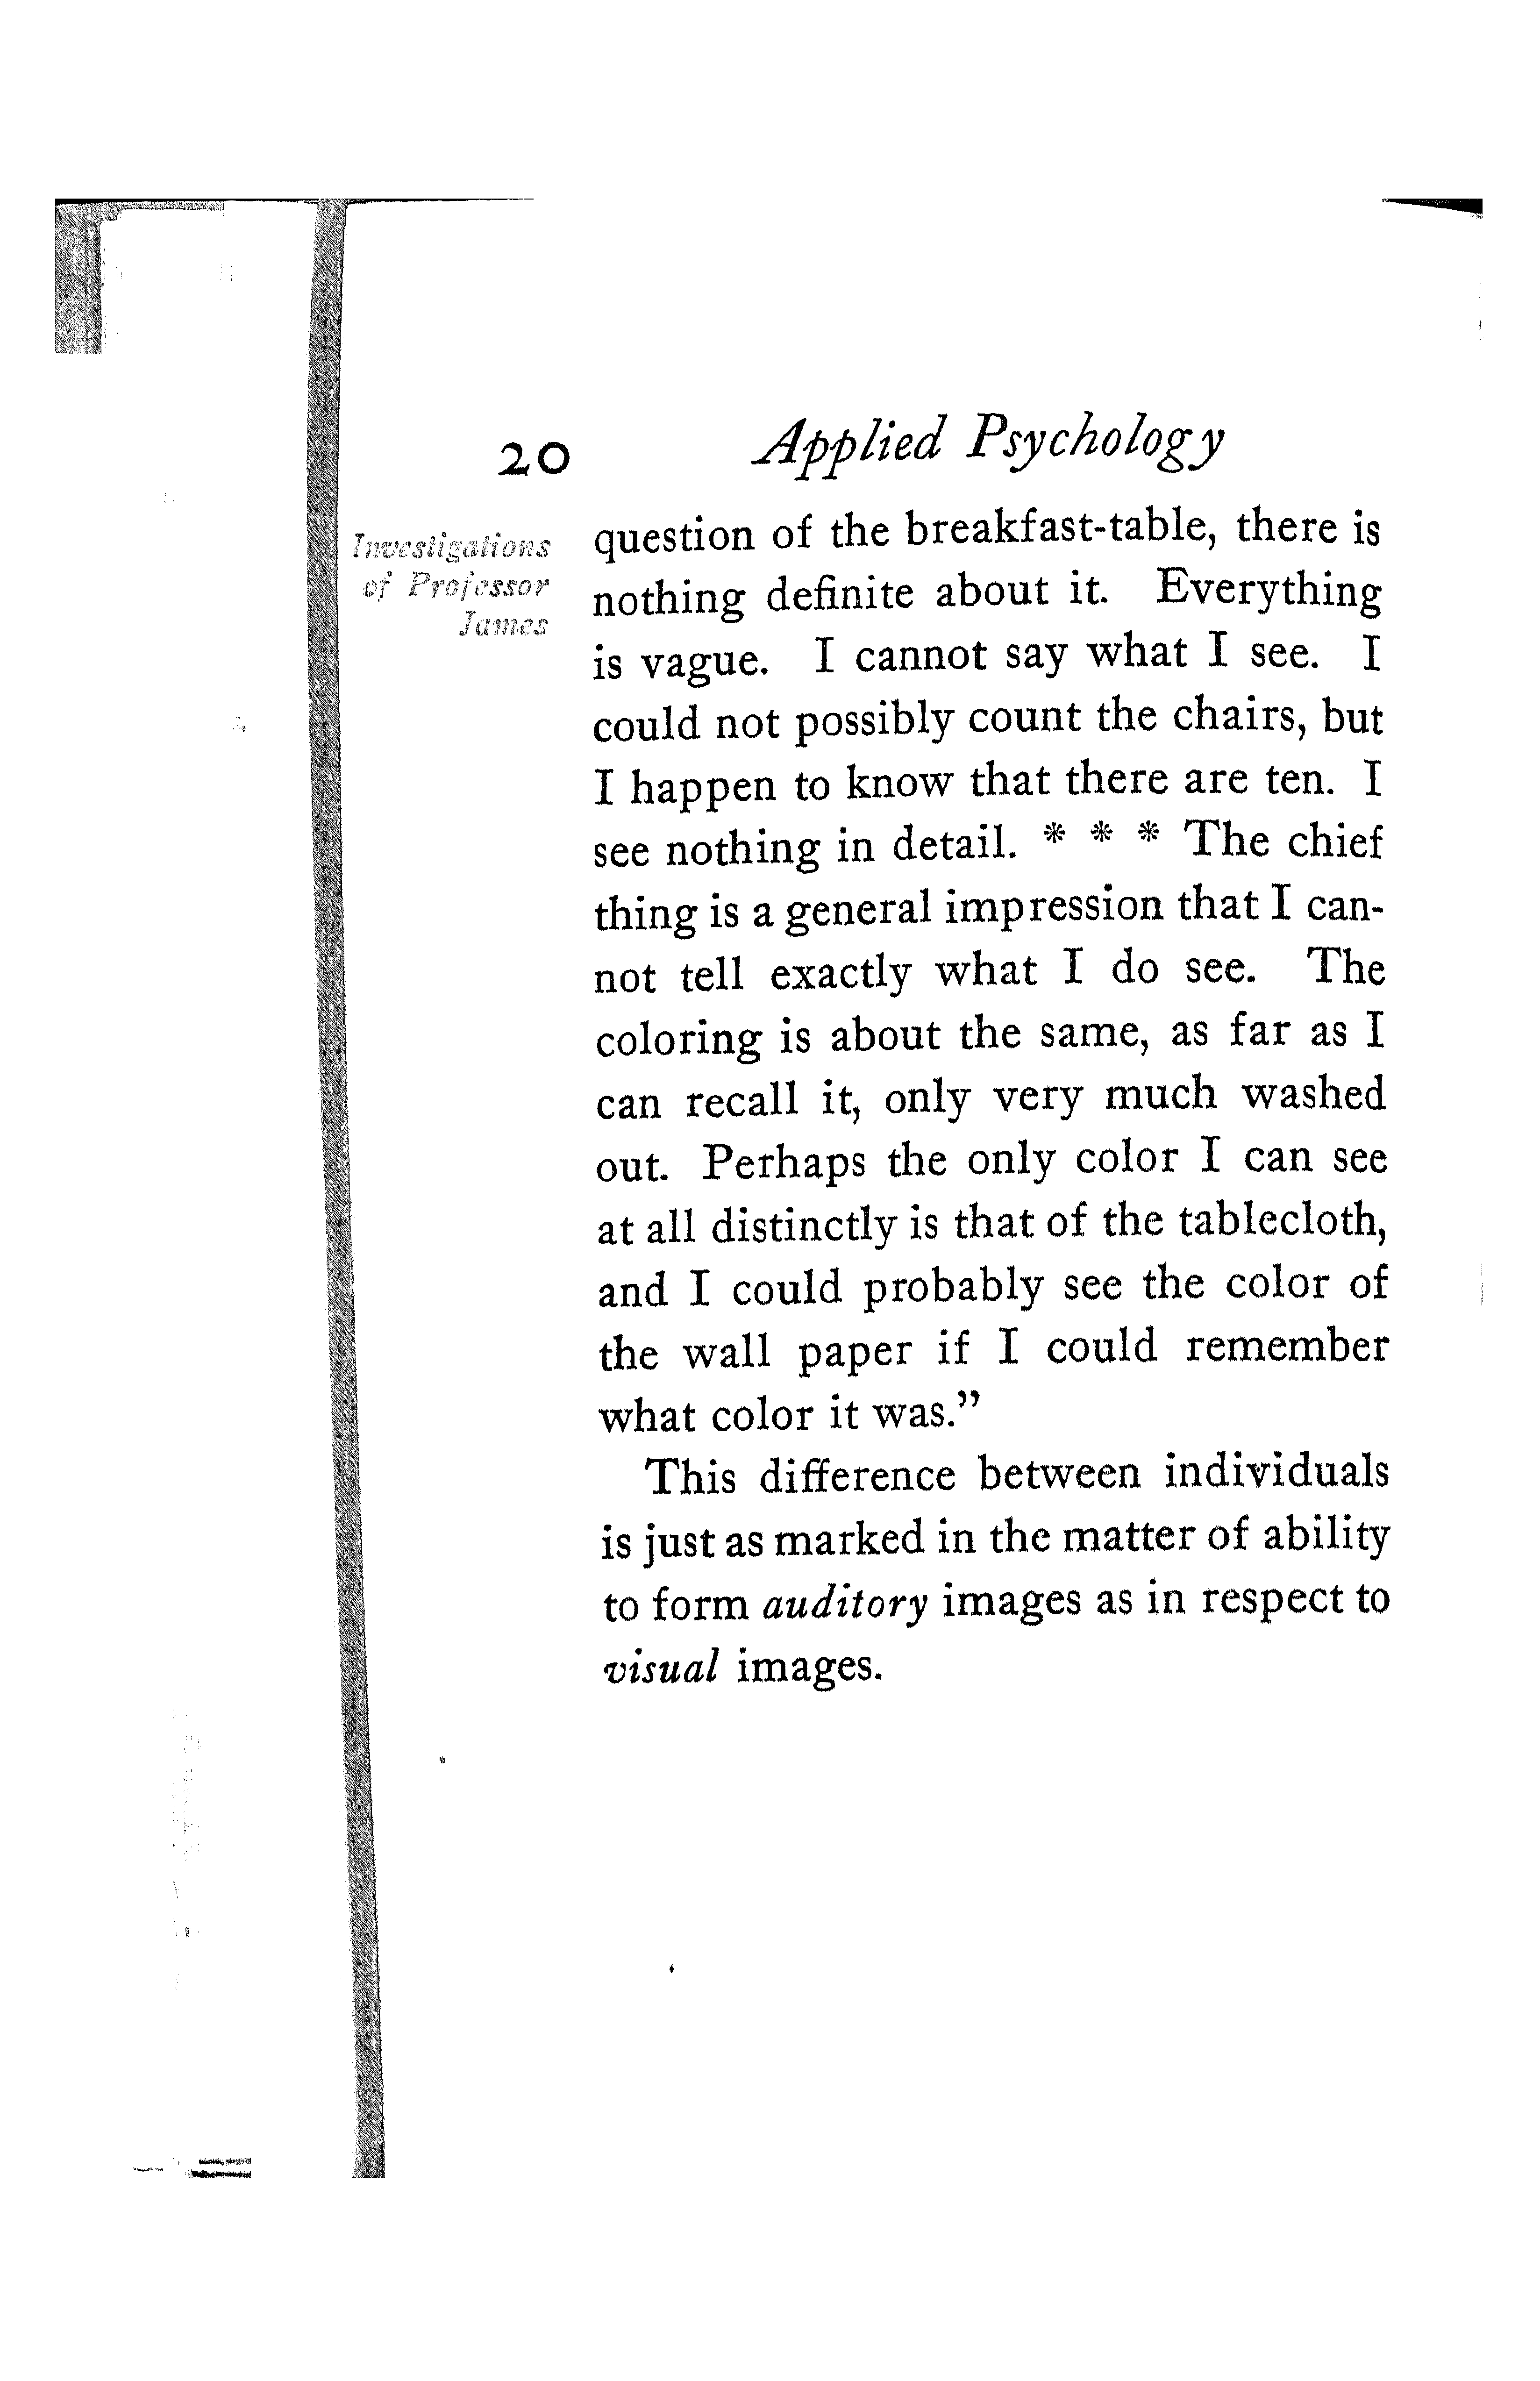 20 Applied Psychology
Investigations
of Professor
James
question of the breakfast-table, there is
nothing definite about it. Everything
is vague. I cannot say what I see. I
could not possibly count the chairs, but
I happen to know that there are ten. I
see nothing in detail. * * * The chief
thing is a general impression that I can-
not tell exactly what I do see. The
coloring is about the same, as far as I
can recall it, only very much washed
out. Perhaps the only color I can see
at all distinctly is that of the tablecloth,
and I could probably see the color of
the wall paper if I could remember
what color it was.”
This difference between individuals
is just as marked in the matter of ability
to form auditory images as in respect to
visual images.